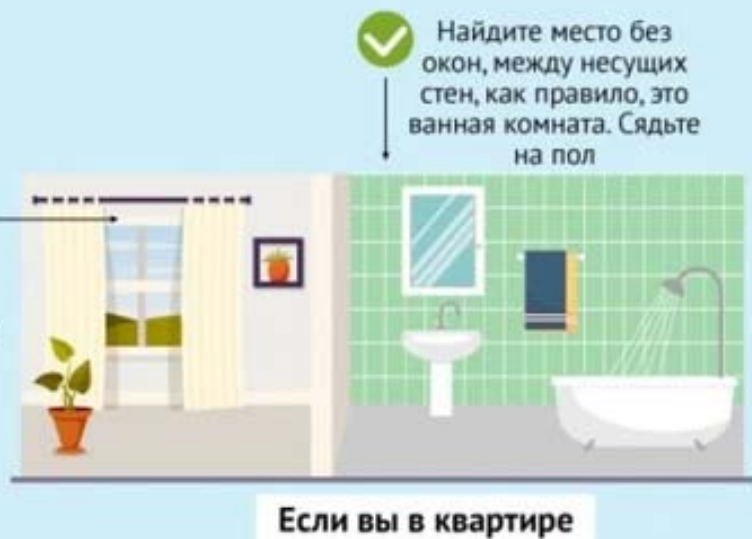 Найдите место без
окон, между несущих
стен, как правило, это
ванная комната. Сядьте
на пол
Если вы в квартире